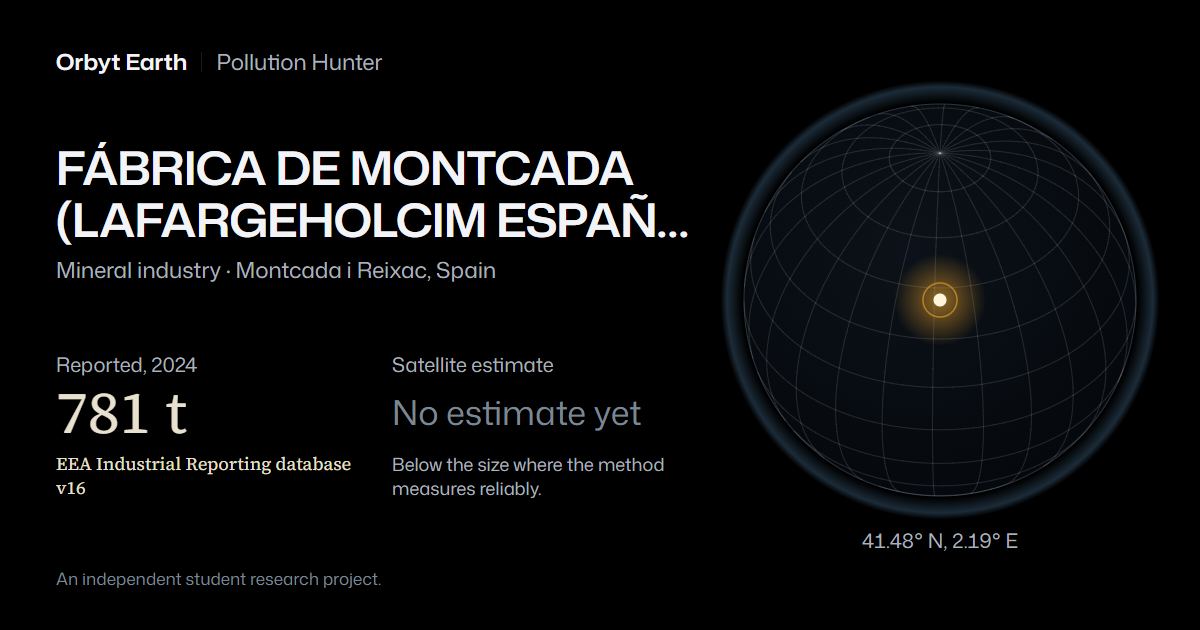 Orbyt Earth | Pollution Hunter
FÁBRICA DE MONTCADA
(LAFARGEHOLCIM ESPAÑ...
Mineral industry · Montcada i Reixac, Spain
Reported, 2024
781 t
EEA Industrial Reporting database
v16
Satellite estimate
No estimate yet
Below the size where the method
measures reliably.
41.48° N, 2.19° E
An independent student research project.